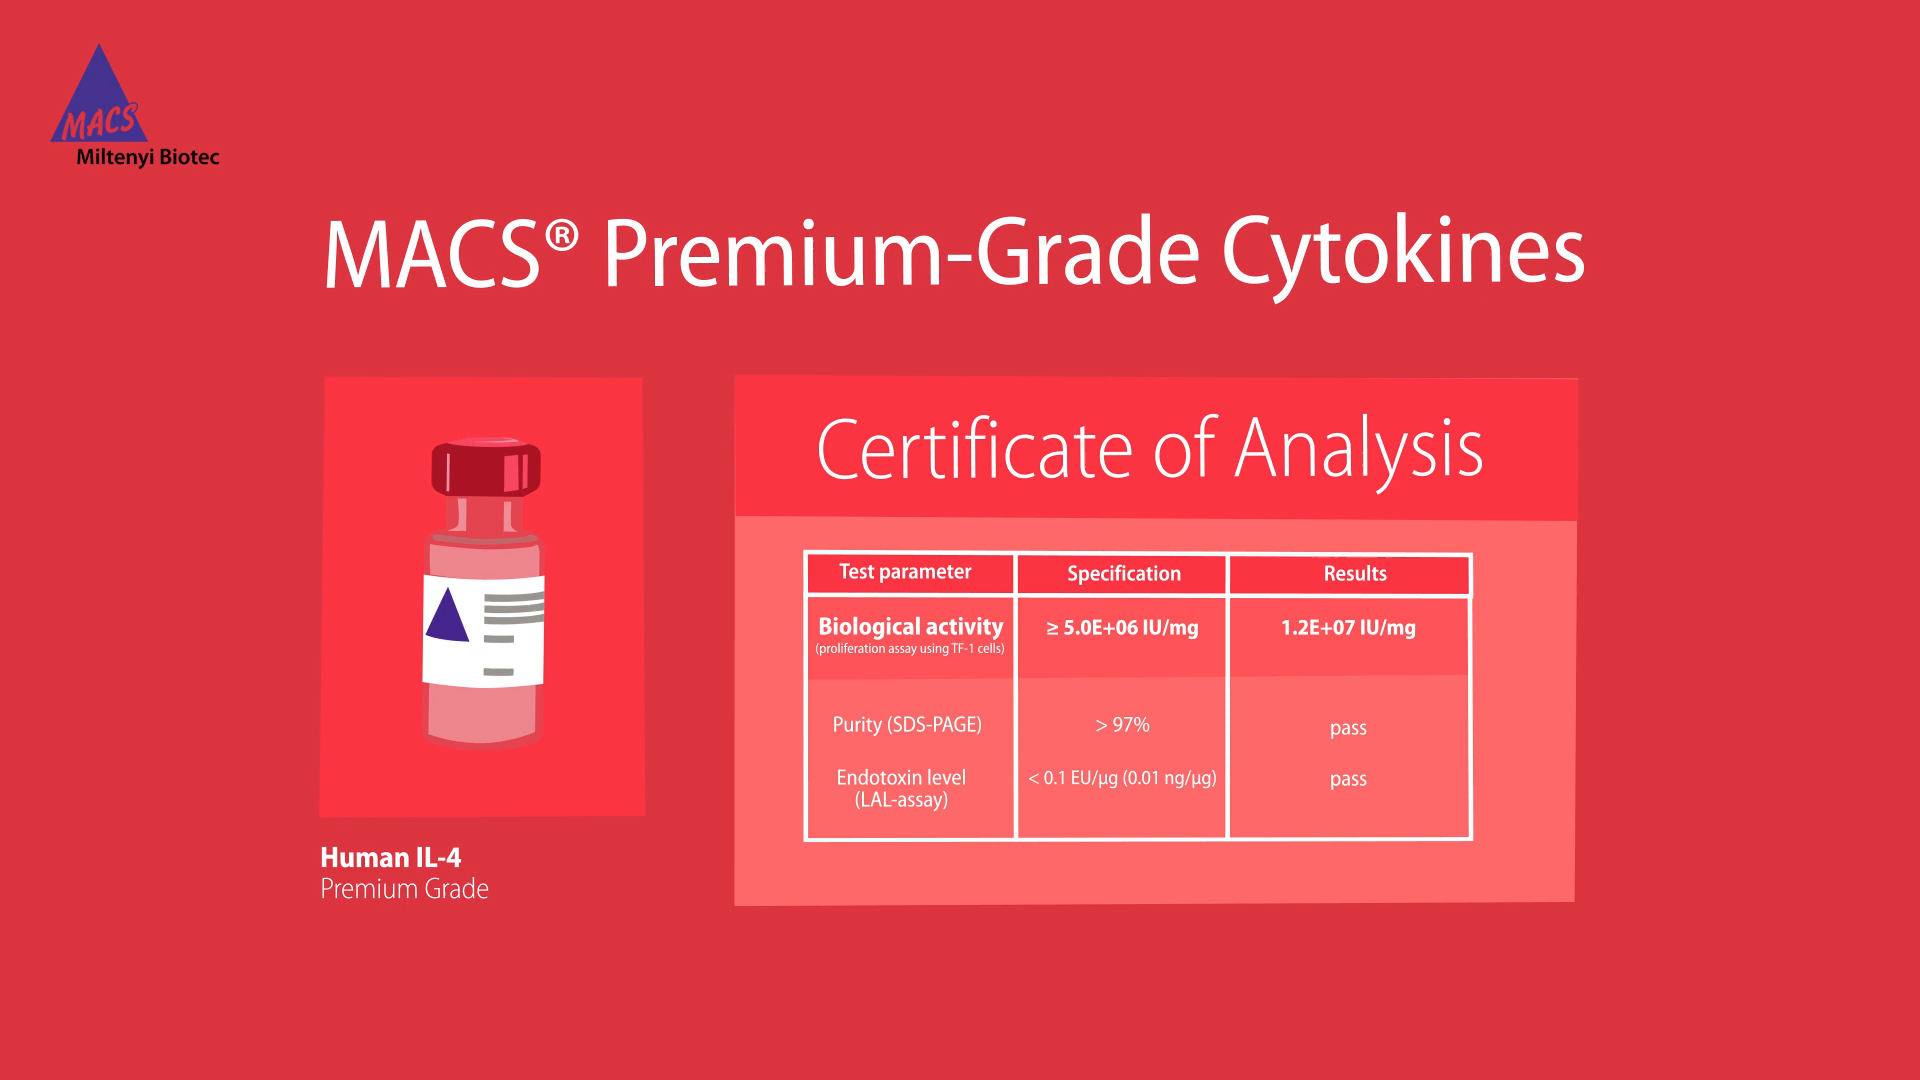 MACS
Miltenyi Biotec
MACS® Premium-Grade Cytokines
Certificate of Analysis
Test parameter Specification Results
Biological activity ≥ 5.0E+06 IU/mg 1.2E+07 IU/mg
(proliferation assay using TF-1 cells)
Purity (SDS-PAGE) > 97% pass
Endotoxin level < 0.1 EU/µg (0.01 ng/µg) pass
(LAL-assay)
Human IL-4
Premium Grade